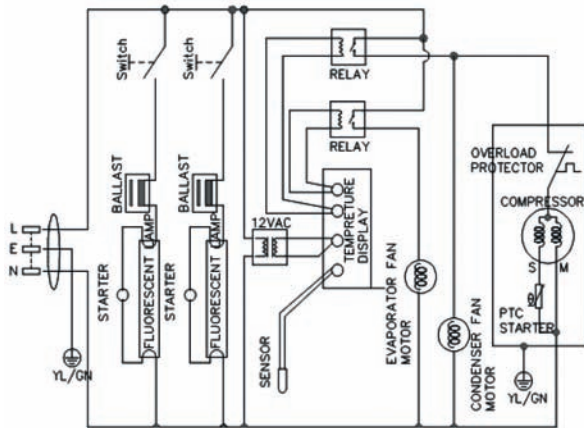 Switch
Switch
RELAY
RELAY
BALLAST
BALLAST
12VAC
TEMPRETURE
DISPLAY
OVERLOAD
PROTECTOR
COMPRESSOR
L
E
N
STARTER
FLUORESCENT LAMP
STARTER
FLUORESCENT LAMP
SENSOR
EVAPORATOR FAN
MOTOR
CONDENSER FAN
MOTOR
S
M
θ
PTC
STARTER
YL/GN
YL/GN